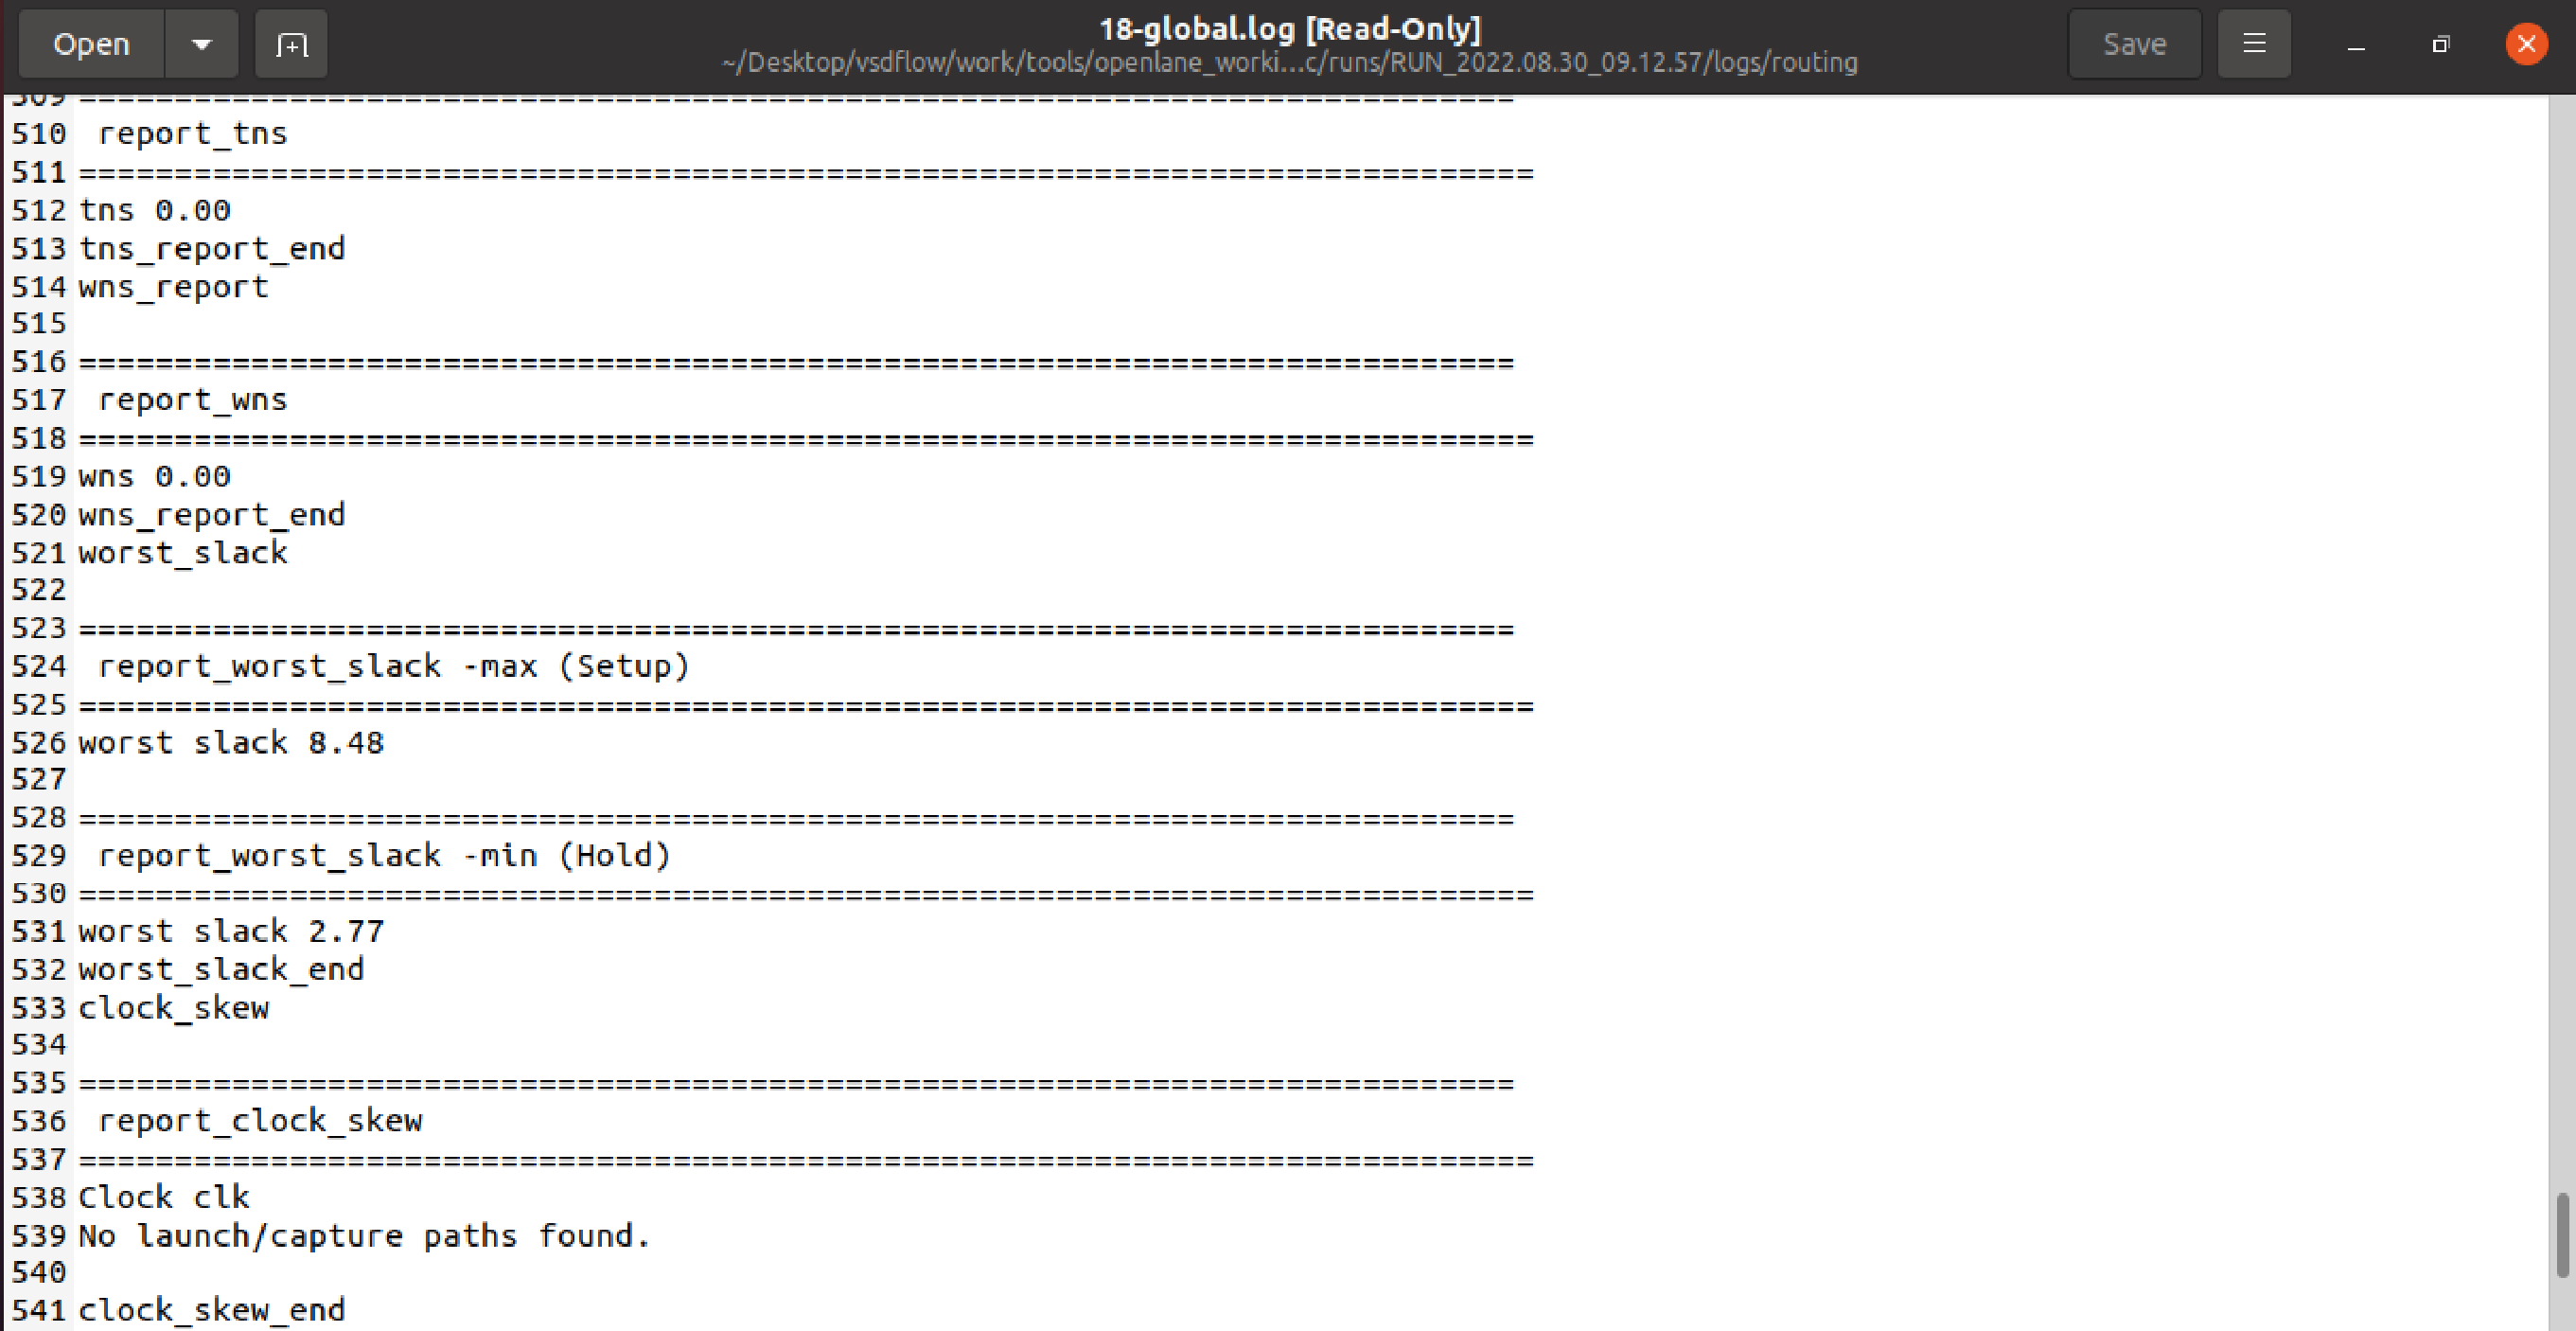 Open
18-global.log [Read-Only]
~/Desktop/vsdflow/work/tools/openlane_worki...c/runs/RUN_2022.08.30_09.12.57/logs/routing
Save
509 ===========================================================================
510  report_tns
511 ============================================================================
512 tns 0.00
513 tns_report_end
514 wns_report
515
516 ===========================================================================
517  report_wns
518 ============================================================================
519 wns 0.00
520 wns_report_end
521 worst_slack
522
523 ===========================================================================
524  report_worst_slack -max (Setup)
525 ============================================================================
526 worst slack 8.48
527
528 ===========================================================================
529  report_worst_slack -min (Hold)
530 ============================================================================
531 worst slack 2.77
532 worst_slack_end
533 clock_skew
534
535 ===========================================================================
536  report_clock_skew
537 ============================================================================
538 Clock clk
539 No launch/capture paths found.
540
541 clock_skew_end